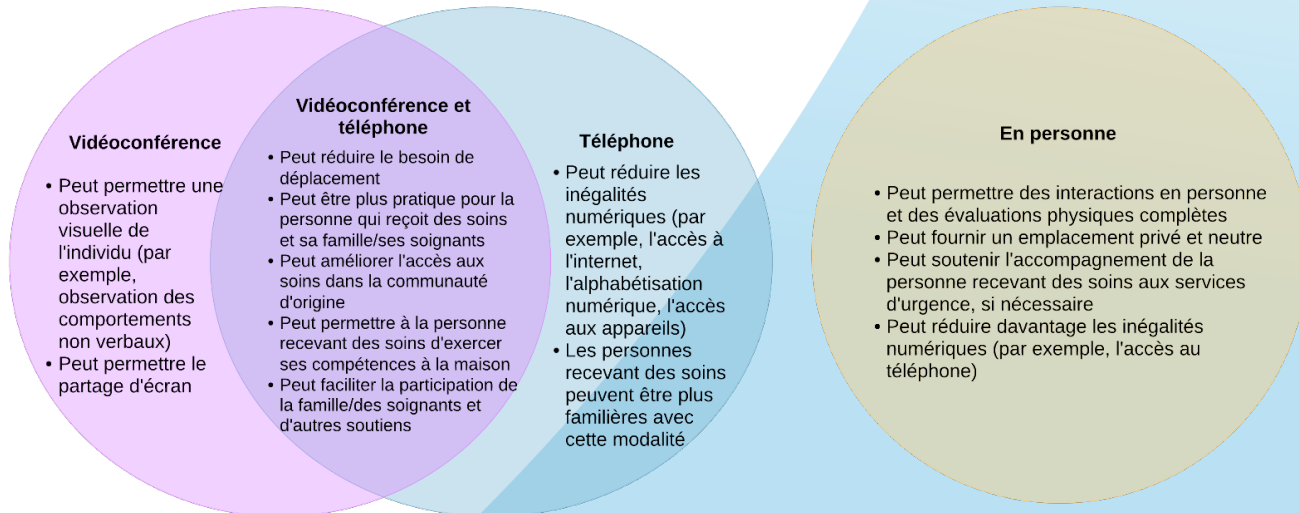 Vidéoconférence
• Peut permettre une
observation
visuelle de
l'individu (par
exemple,
observation des
comportements
non verbaux)
• Peut permettre le
partage d'écran
Vidéoconférence et
téléphone
• Peut réduire le besoin de
déplacement
• Peut être plus pratique pour la
personne qui reçoit des soins
et sa famille/ses soignants
• Peut améliorer l'accès aux
soins dans la communauté
d'origine
• Peut permettre à la personne
recevant des soins d'exercer
ses compétences à la maison
• Peut faciliter la participation de
la famille/des soignants et
d'autres soutiens
Téléphone
• Peut réduire les
inégalités
numériques (par
exemple, l'accès à
l'internet,
l'alphabétisation
numérique, l'accès
aux appareils)
• Les personnes
recevant des soins
peuvent être plus
familières avec
cette modalité
En personne
• Peut permettre des interactions en personne
et des évaluations physiques complètes
• Peut fournir un emplacement privé et neutre
• Peut soutenir l'accompagnement de la
personne recevant des soins aux services
d'urgence, si nécessaire
• Peut réduire davantage les inégalités
numériques (par exemple, l'accès au
téléphone)